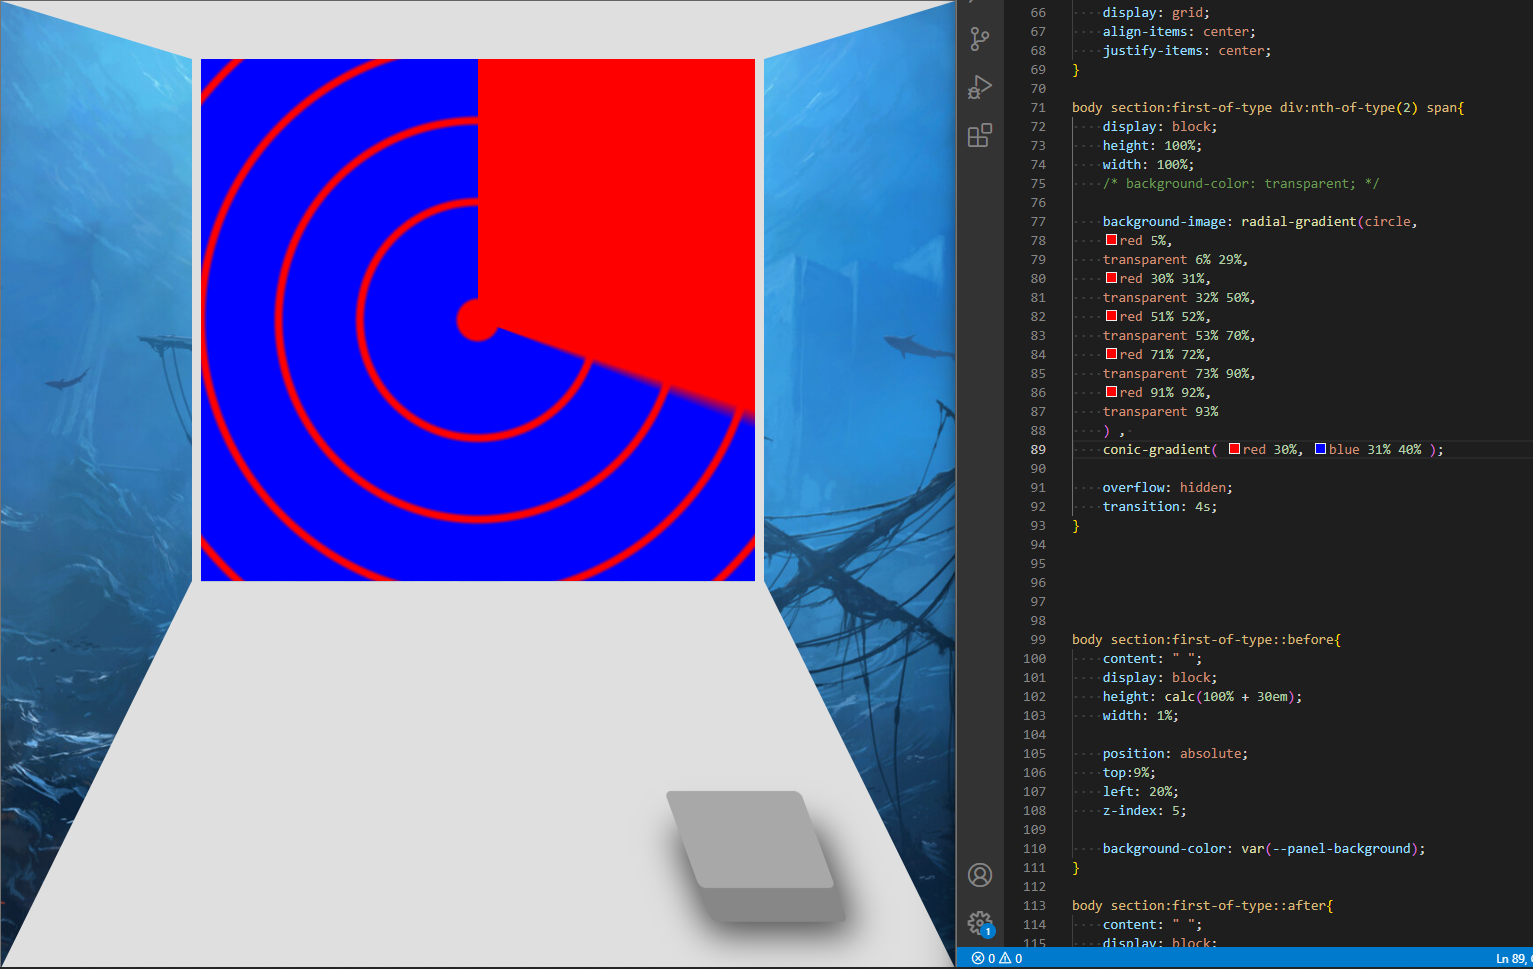 66 display: grid;
67 align-items: center;
68 justify-items: center;
69 }
70
71 body section:first-of-type div:nth-of-type(2) span{
72 display: block;
73 height: 100%;
74 width: 100%;
75 /* background-color: transparent; */
76
77 background-image: radial-gradient(circle,
78 red 5%,
79 transparent 6% 29%,
80 red 30% 31%,
81 transparent 32% 50%,
82 red 51% 52%,
83 transparent 53% 70%,
84 red 71% 72%,
85 transparent 73% 90%,
86 red 91% 92%,
87 transparent 93%
88 ) ,
89 conic-gradient( red 30%, blue 31% 40% );
90
91 overflow: hidden;
92 transition: 4s;
93 }
94
95
96
97
98
99 body section:first-of-type::before{
100 content: " ";
101 display: block;
102 height: calc(100% + 30em);
103 width: 1%;
104
105 position: absolute;
106 top:9%;
107 left: 20%;
108 z-index: 5;
109
110 background-color: var(--panel-background);
111 }
112
113 body section:first-of-type::after{
114 content: " ";
115 display: block;
1
0 0
Ln 89,